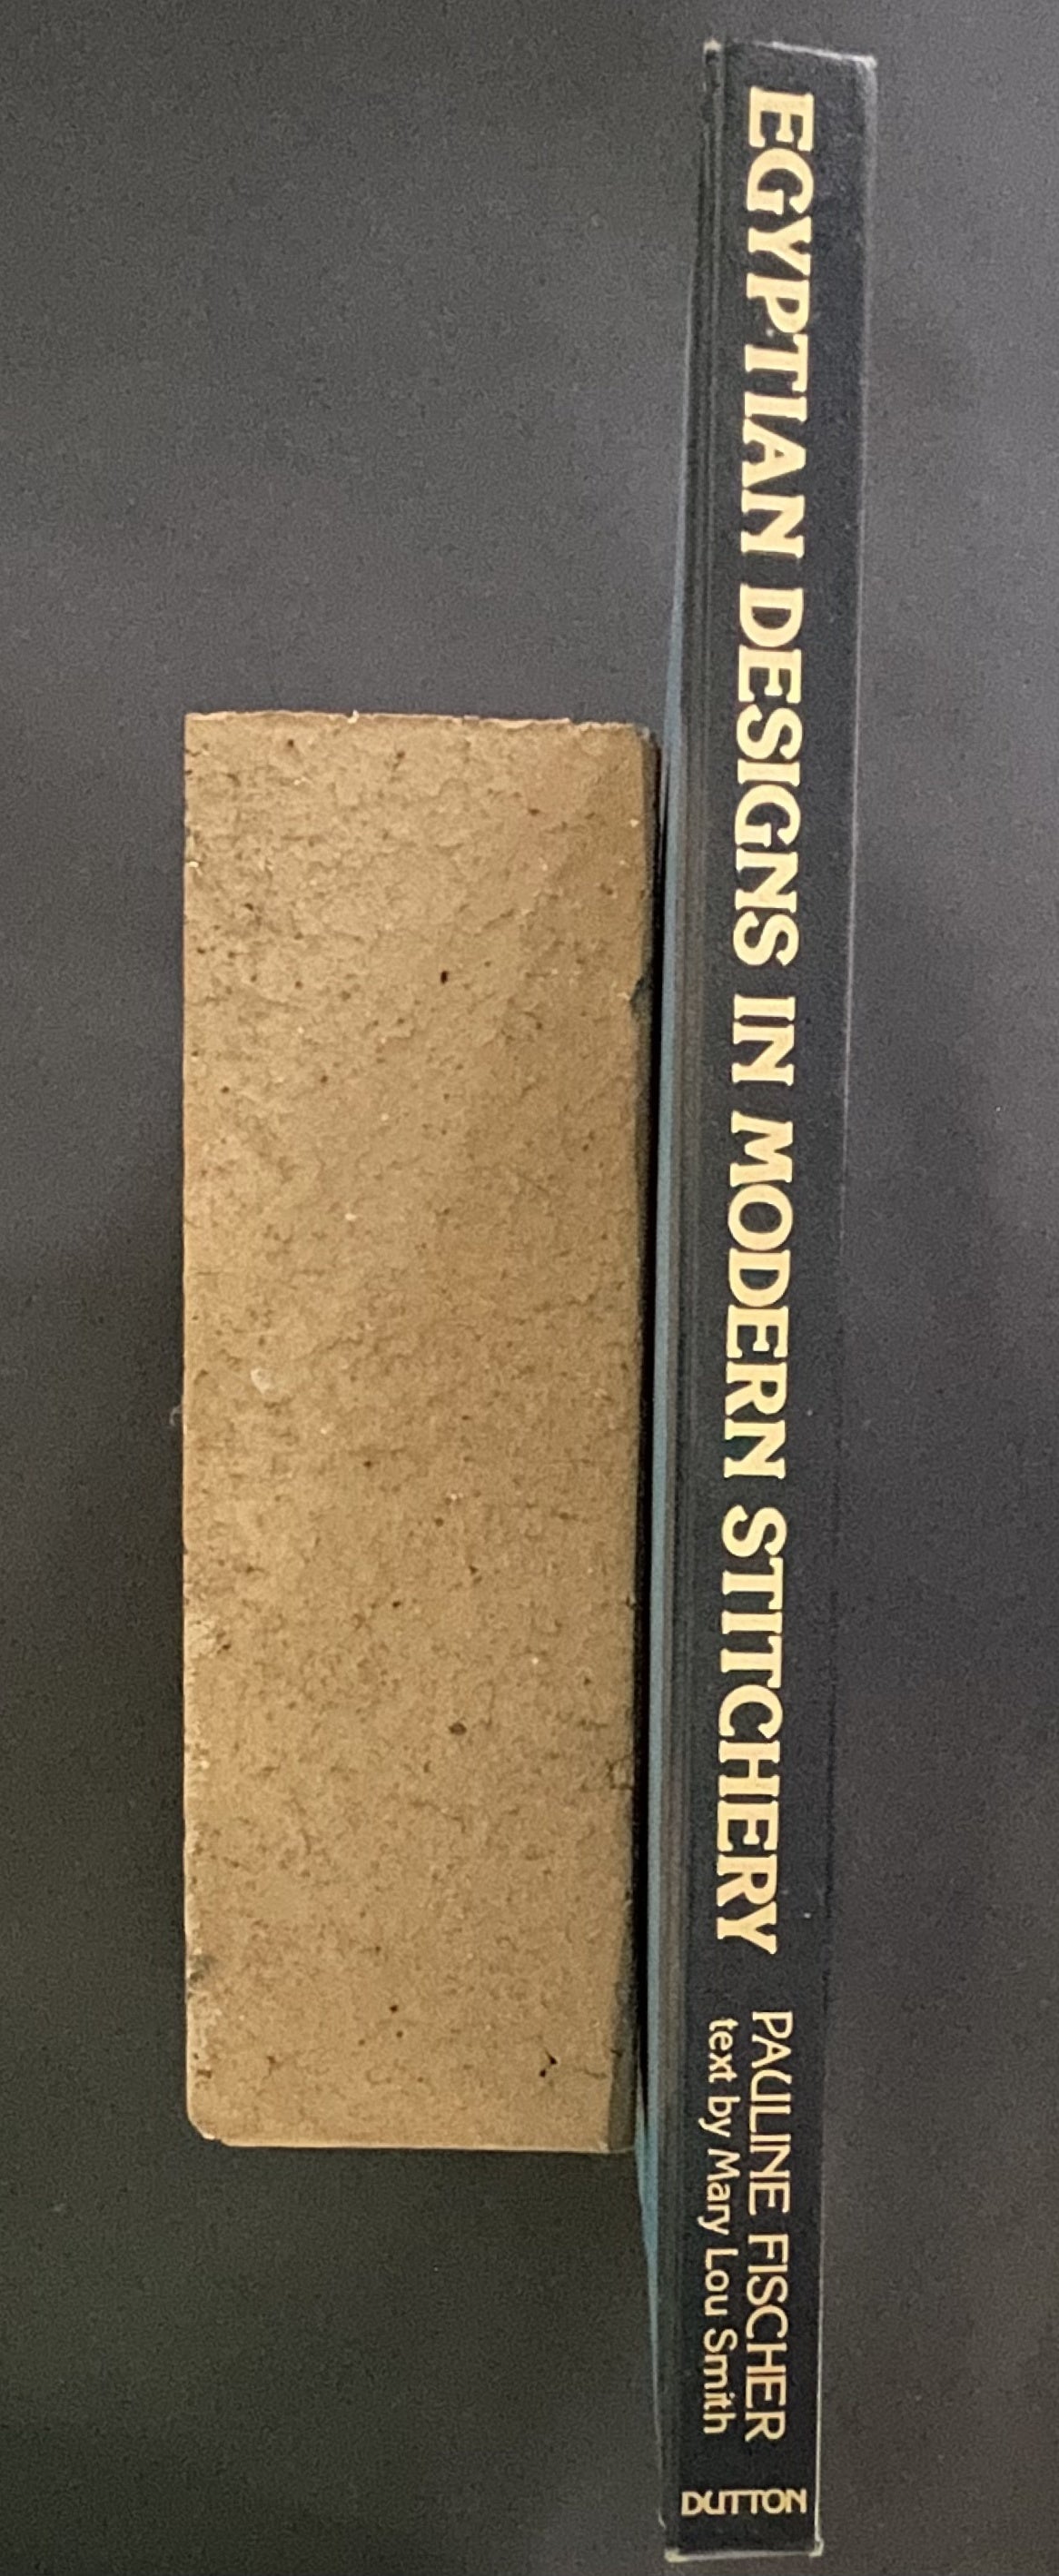 EGYPTIAN DESIGNS IN MODERN STITCHERY
PAULINE FISCHER
text by Mary Lou Smith
DUTTON